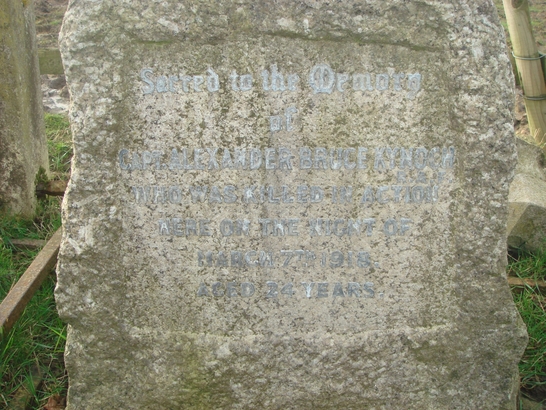 Sacred to the Memory
of
CAPT. ALEXANDER BRUCE KYNOCH
R.F.C.
WHO WAS KILLED IN ACTION
NEAR ON THE NIGHT OF
MARCH 7TH 1918.
AGED 24 YEARS.